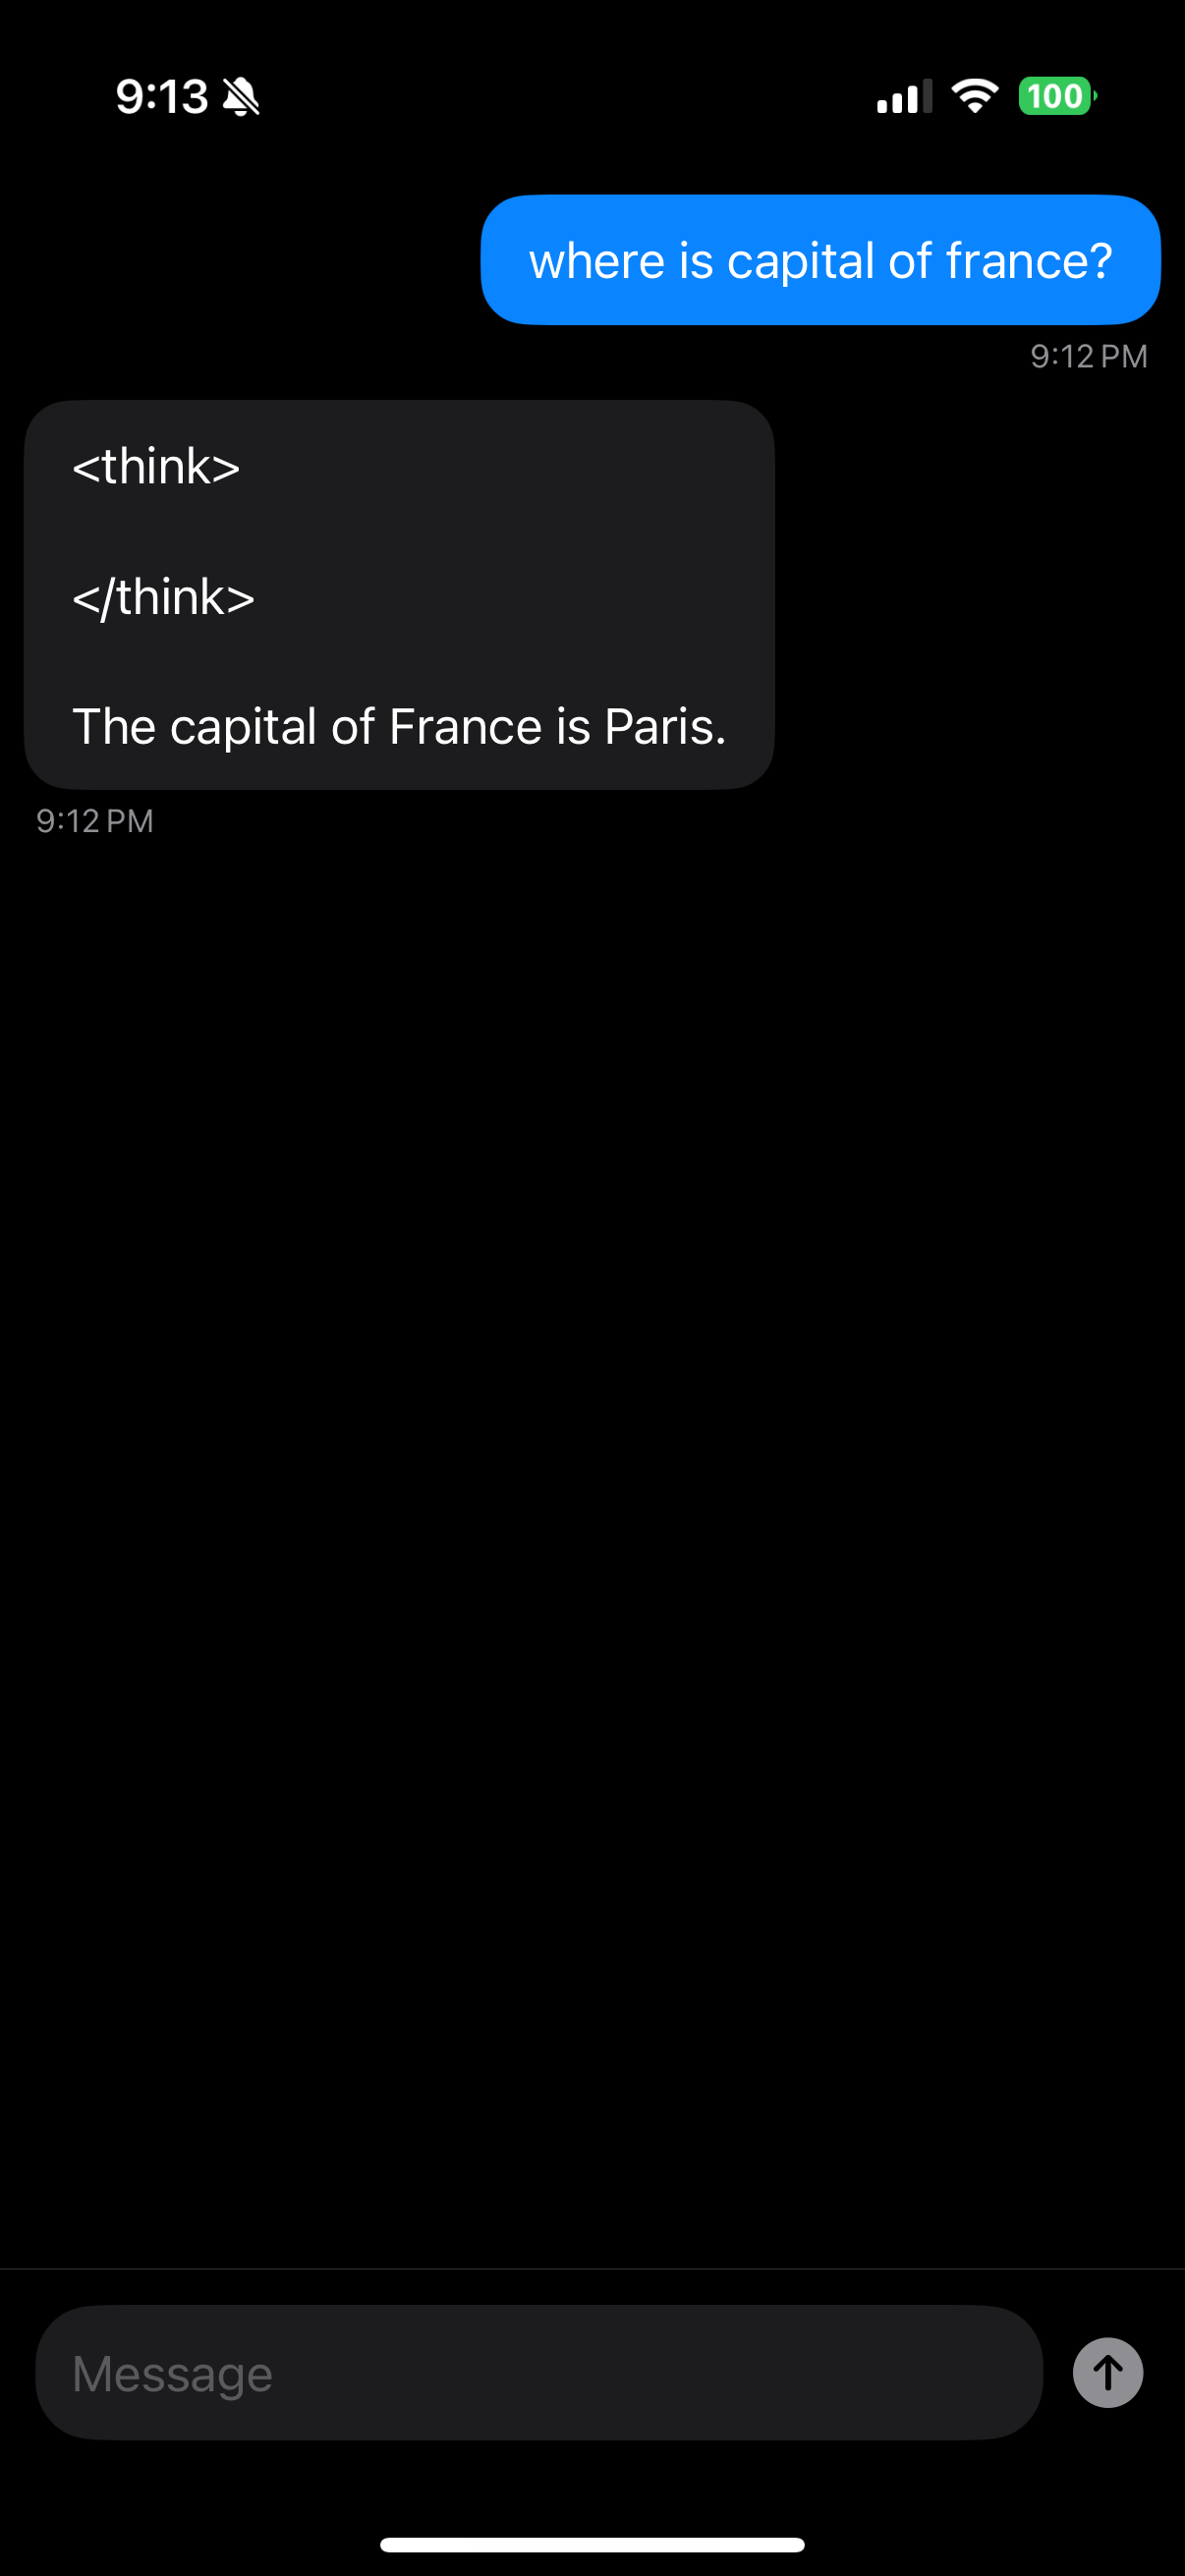 9:13
100
where is capital of france?
9:12 PM
<think>
</think>
The capital of France is Paris.
9:12 PM
Message